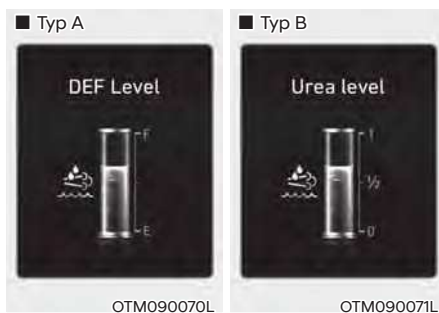 ■ Typ A
DEF Level
F
E
OTM090070L
■ Typ B
Urea level
1
½
0
OTM090071L